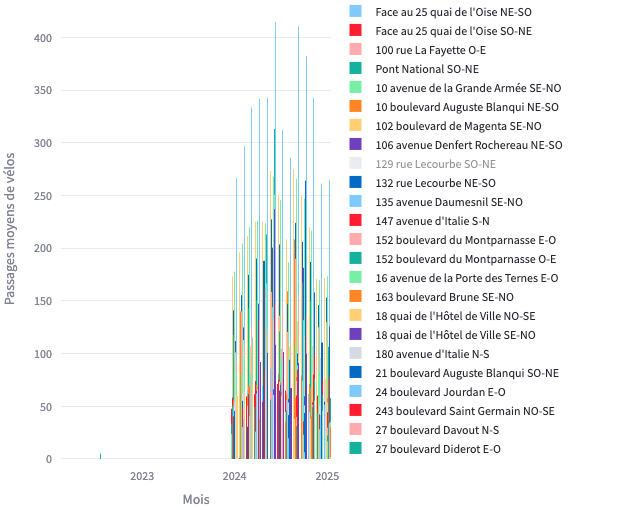 400
350
300
250
200
150
100
50
0
Passages moyens de vélos
2023
2024
2025
Mois
Face au 25 quai de l'Oise NE-SO
Face au 25 quai de l'Oise SO-NE
100 rue La Fayette O-E
Pont National SO-NE
10 avenue de la Grande Armée SE-NO
10 boulevard Auguste Blanqui NE-SO
102 boulevard de Magenta SE-NO
106 avenue Denfert Rochereau NE-SO
129 rue Lecourbe SO-NE
132 rue Lecourbe NE-SO
135 avenue Daumesnil SE-NO
147 avenue d'Italie S-N
152 boulevard du Montparnasse E-O
152 boulevard du Montparnasse O-E
16 avenue de la Porte des Ternes E-O
163 boulevard Brune SE-NO
18 quai de l'Hôtel de Ville NO-SE
18 quai de l'Hôtel de Ville SE-NO
180 avenue d'Italie N-S
21 boulevard Auguste Blanqui SO-NE
24 boulevard Jourdan E-O
243 boulevard Saint Germain NO-SE
27 boulevard Davout N-S
27 boulevard Diderot E-O